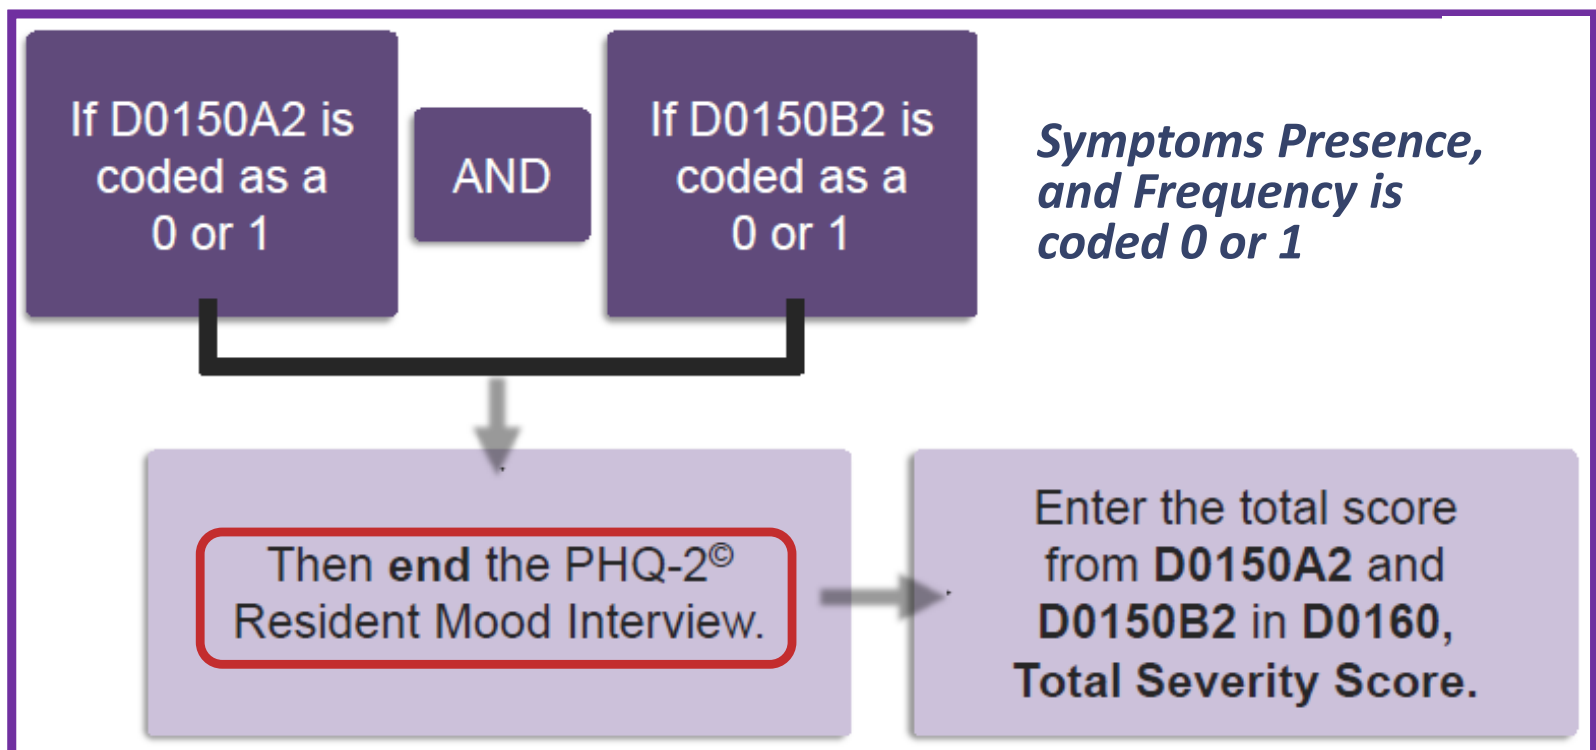 If D0150A2 is
coded as a
0 or 1
AND
If D0150B2 is
coded as a
0 or 1
Symptoms Presence,
and Frequency is
coded 0 or 1
Then end the PHQ-2©
Resident Mood Interview.
Enter the total score
from D0150A2 and
D0150B2 in D0160,
Total Severity Score.